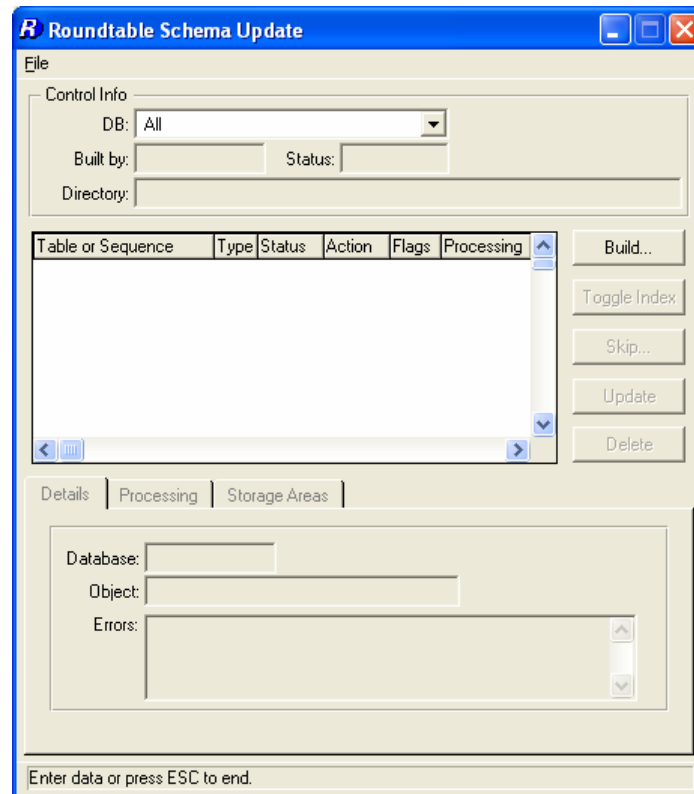 R Roundtable Schema Update
File
Control Info
DB: All
Built by: Status:
Directory:
Table or Sequence Type Status Action Flags Processing
Build...
Toggle Index
Skip...
Update
Delete
Details Processing Storage Areas
Database:
Object:
Errors:
Enter data or press ESC to end.